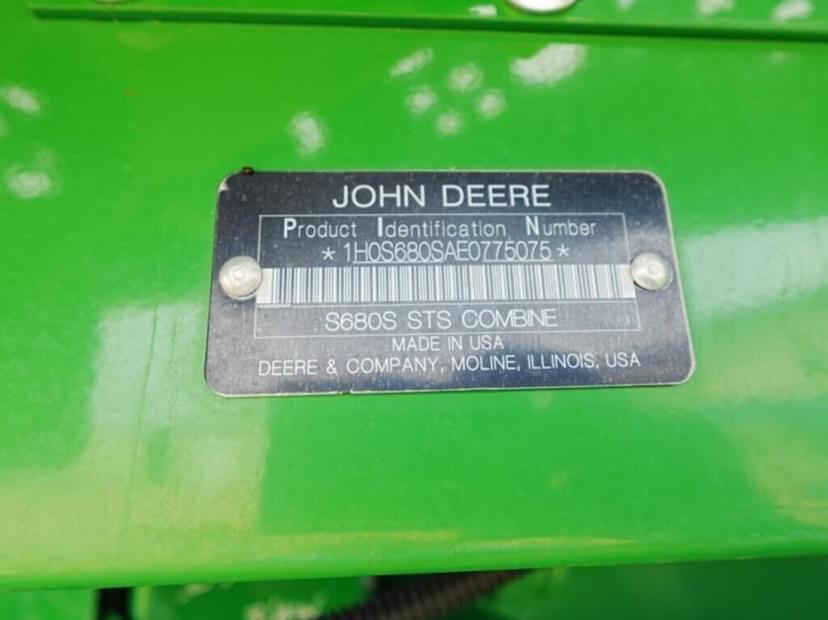 JOHN DEERE
Product Identification Number
*1H0S680SAE0775075*
S680S STS COMBINE
MADE IN USA
DEERE & COMPANY, MOLINE, ILLINOIS, USA